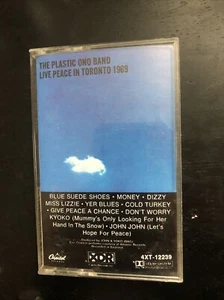 THE PLASTIC ONO BAND
LIVE PEACE IN TORONTO 1969
BLUE SUEDE SHOES • MONEY • DIZZY
MISS LIZZIE • YER BLUES • COLD TURKEY
• GIVE PEACE A CHANCE • DON'T WORRY
KYOKO (Mummy's Only Looking For Her
Hand In The Snow) • JOHN JOHN (Let's
Hope For Peace)
Capitol
XDR
4XT-12239